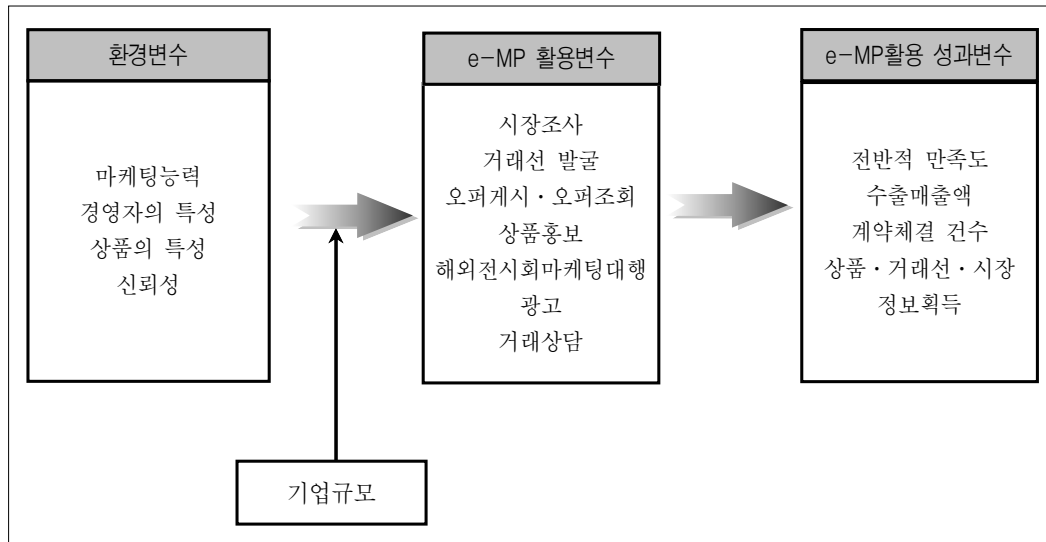 환경변수
마케팅능력
경영자의 특성
상품의 특성
신뢰성
e-MP 활용변수
시장조사
거래선 발굴
오퍼게시·오퍼조회
상품홍보
해외전시회마케팅대행
광고
거래상담
e-MP활용 성과변수
전반적 만족도
수출매출액
계약체결 건수
상품·거래선·시장
정보획득
기업규모